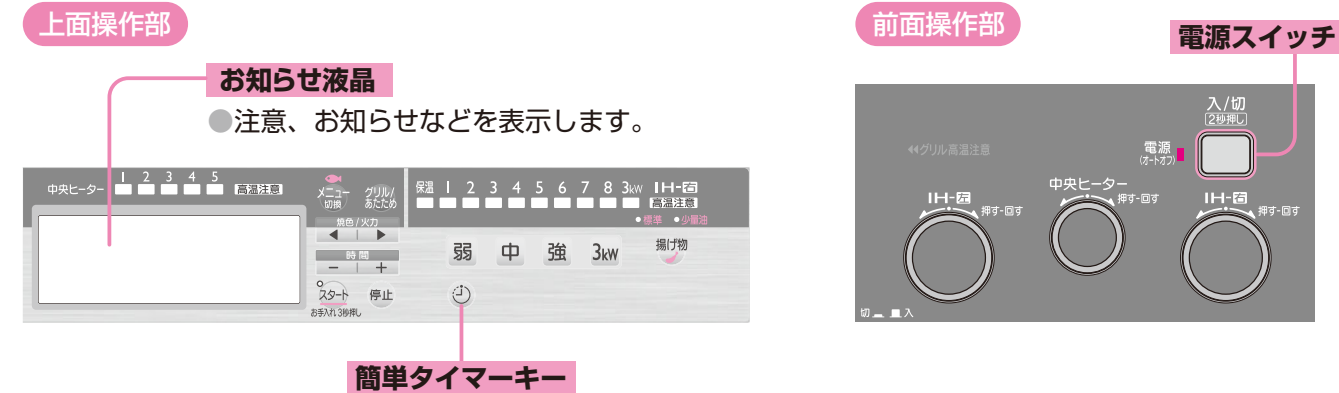 上面操作部
お知らせ液晶
●注意、お知らせなどを表示します。
中央ヒーター 1 2 3 4 5 高温注意
メニュー切換
グリル/あたため
焼色/火力
◀ ▶
時間
− +
スタート
お手入れ3秒押し
停止
保温 1 2 3 4 5 6 7 8 3kW IH-右
高温注意
●標準 ●少量油
弱 中 強 3kW 揚げ物
簡単タイマーキー
前面操作部
電源スイッチ
入/切
2秒押し
電源
(オートオフ)
◀◀グリル高温注意
IH-左
押す-回す
中央ヒーター
押す-回す
IH-右
押す-回す
切 入